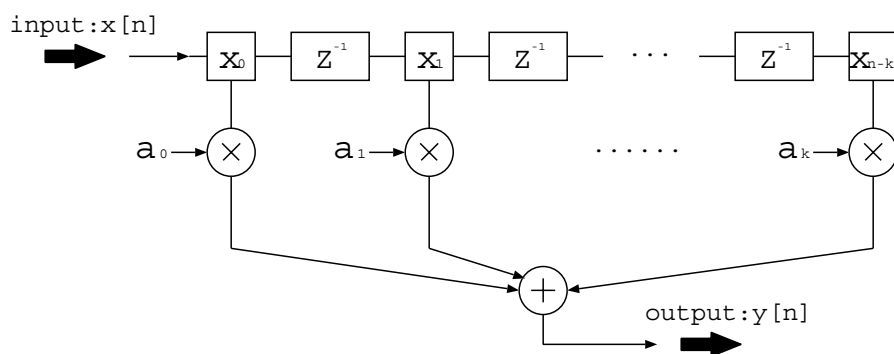 input:x[n]
x₀ Z⁻¹ x₁ Z⁻¹ ... Z⁻¹ xₙ₋ₖ
a₀ × a₁ × ...... aₖ ×
+
output:y[n]